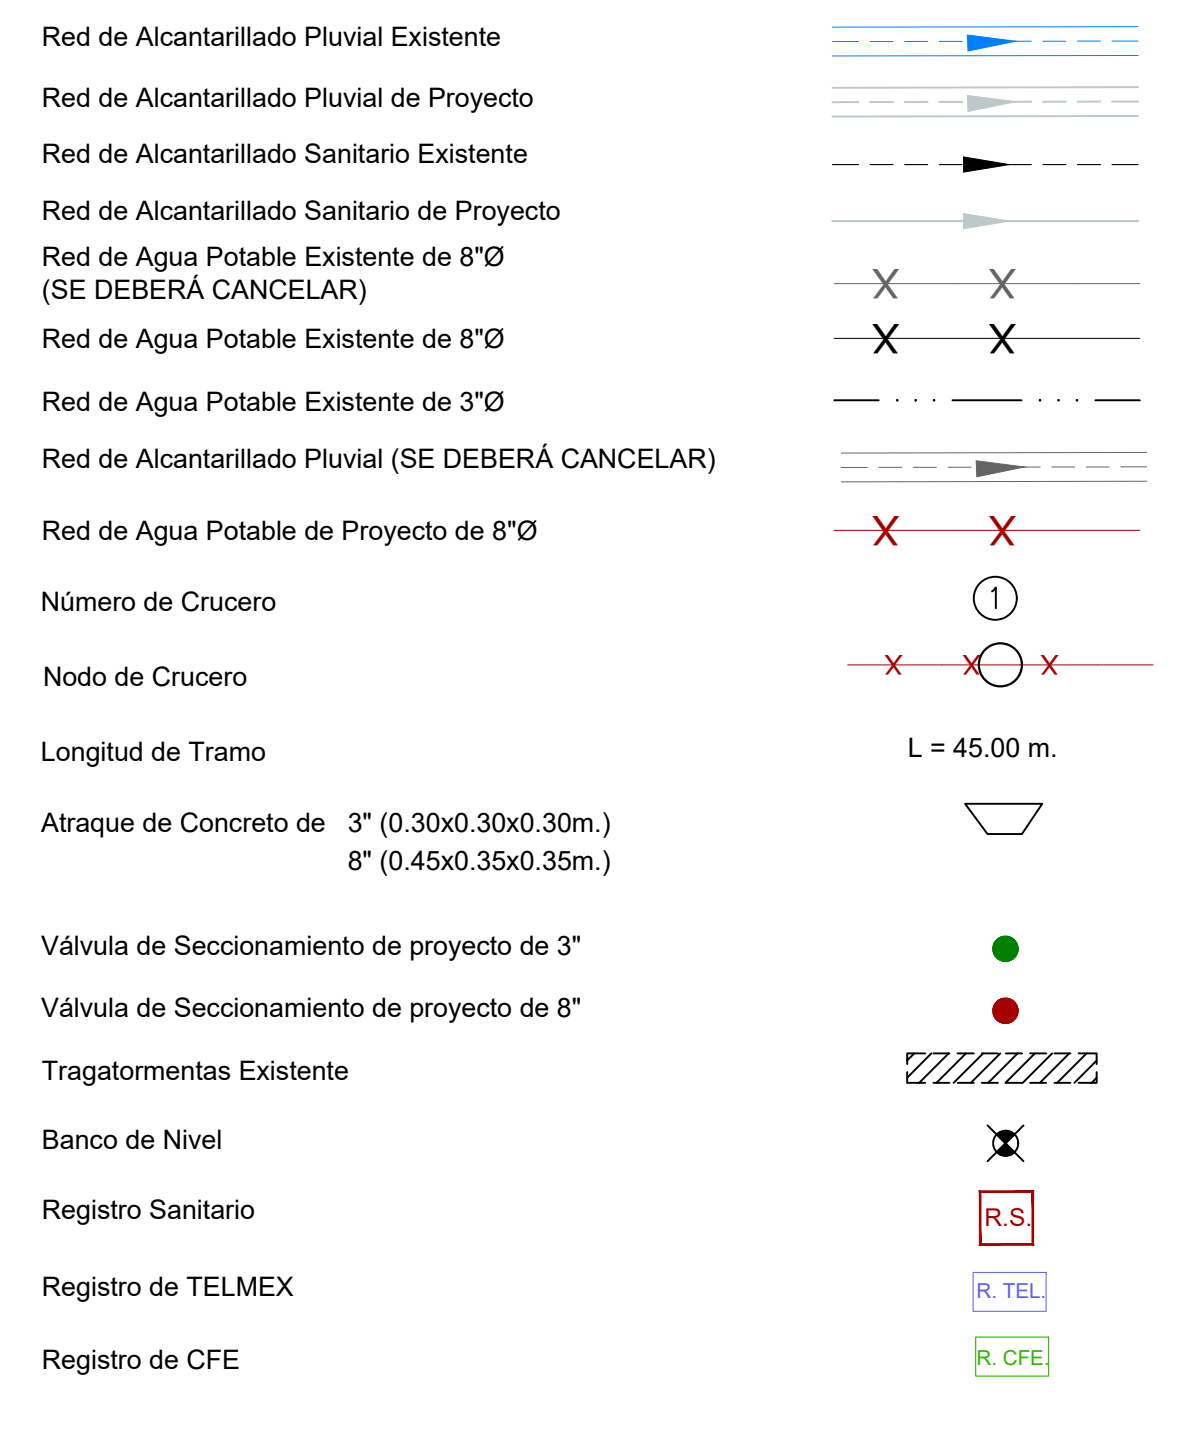 Red de Alcantarillado Pluvial Existente
Red de Alcantarillado Pluvial de Proyecto
Red de Alcantarillado Sanitario Existente
Red de Alcantarillado Sanitario de Proyecto
Red de Agua Potable Existente de 8"Ø
(SE DEBERÁ CANCELAR)
X X
Red de Agua Potable Existente de 8"Ø
X X
Red de Agua Potable Existente de 3"Ø
Red de Alcantarillado Pluvial (SE DEBERÁ CANCELAR)
Red de Agua Potable de Proyecto de 8"Ø
X X
Número de Crucero
1
Nodo de Crucero
X X X
Longitud de Tramo
L = 45.00 m.
Atraque de Concreto de 3" (0.30x0.30x0.30m.)
8" (0.45x0.35x0.35m.)
Válvula de Seccionamiento de proyecto de 3"
Válvula de Seccionamiento de proyecto de 8"
Tragatormentas Existente
Banco de Nivel
Registro Sanitario
R.S.
Registro de TELMEX
R. TEL.
Registro de CFE
R. CFE.